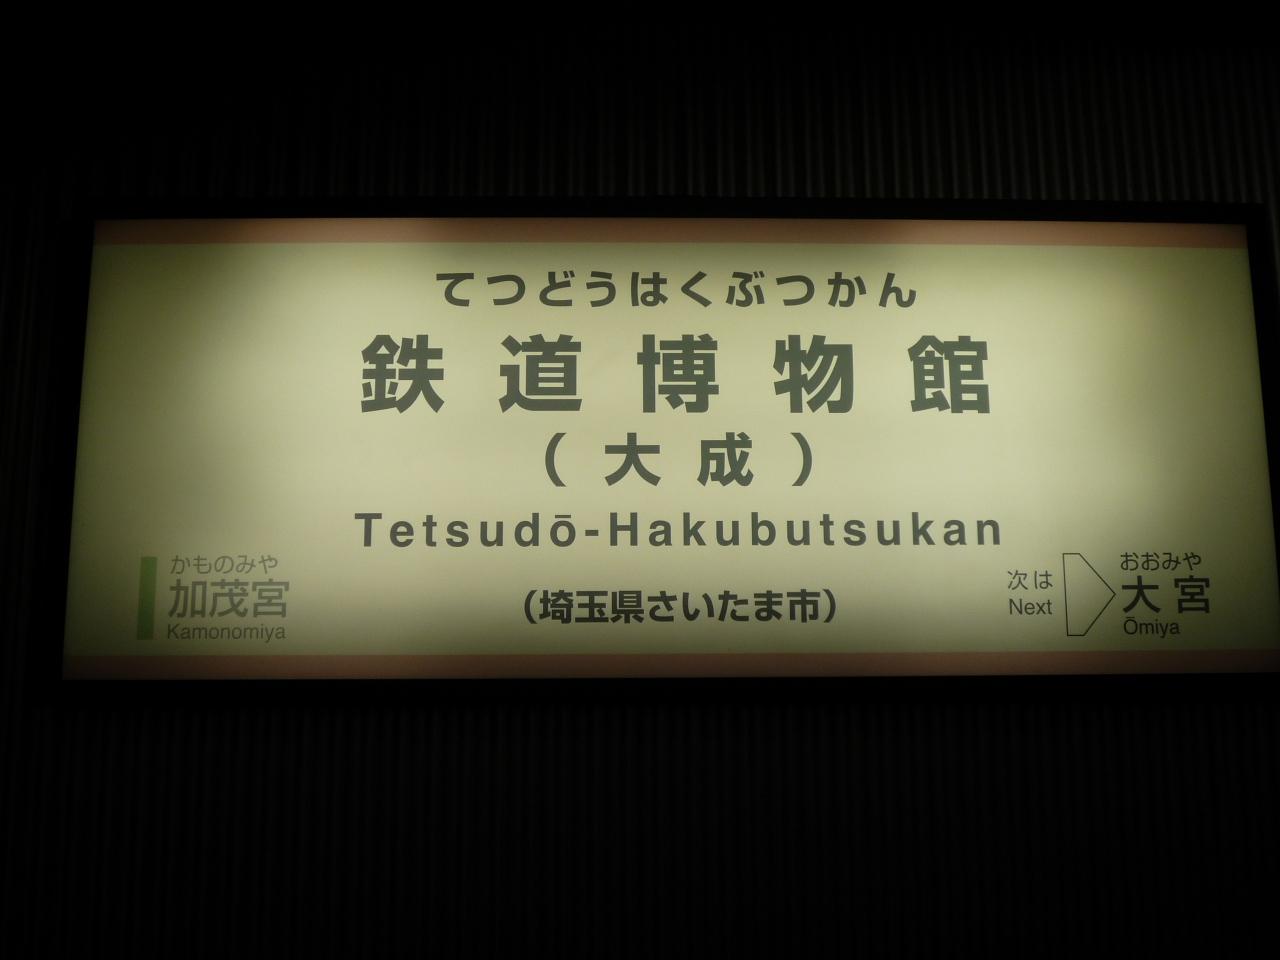 てつどうはくぶつかん
鉄道博物館
(大成)
Tetsudō-Hakubutsukan
(埼玉県さいたま市)
かものみや
加茂宮
Kamonomiya
次は
Next
おおみや
大宮
Ōmiya